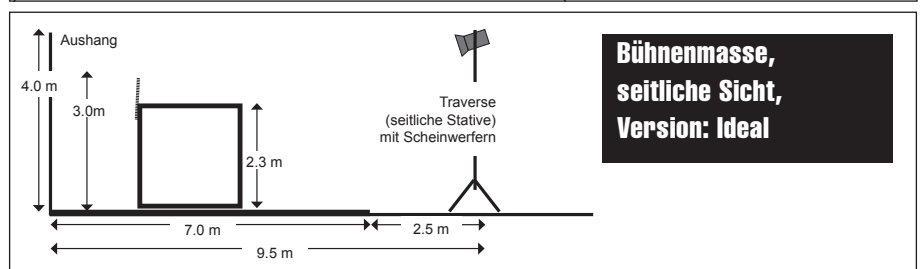 Aushang
4.0 m
3.0m
2.3 m
Traverse
(seitliche Stative)
mit Scheinwerfern
7.0 m
2.5 m
9.5 m
Bühnenmasse,
seitliche Sicht,
Version: Ideal